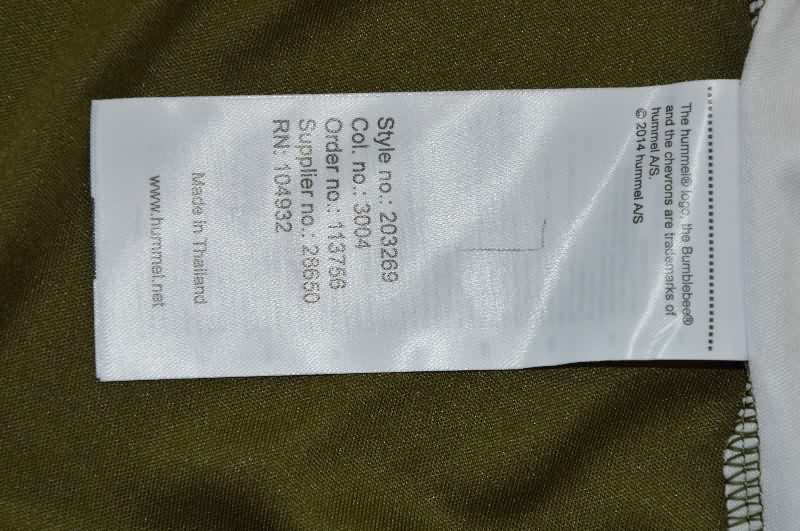 The hummel® logo, the Bumblebee®
and the chevrons are trademarks of
hummel A/S.
© 2014 hummel A/S
Style no.: 203269
Col. no.: 3004
Order no.: 113756
Supplier no.: 28650
RN: 104932
Made in Thailand
www.hummel.net